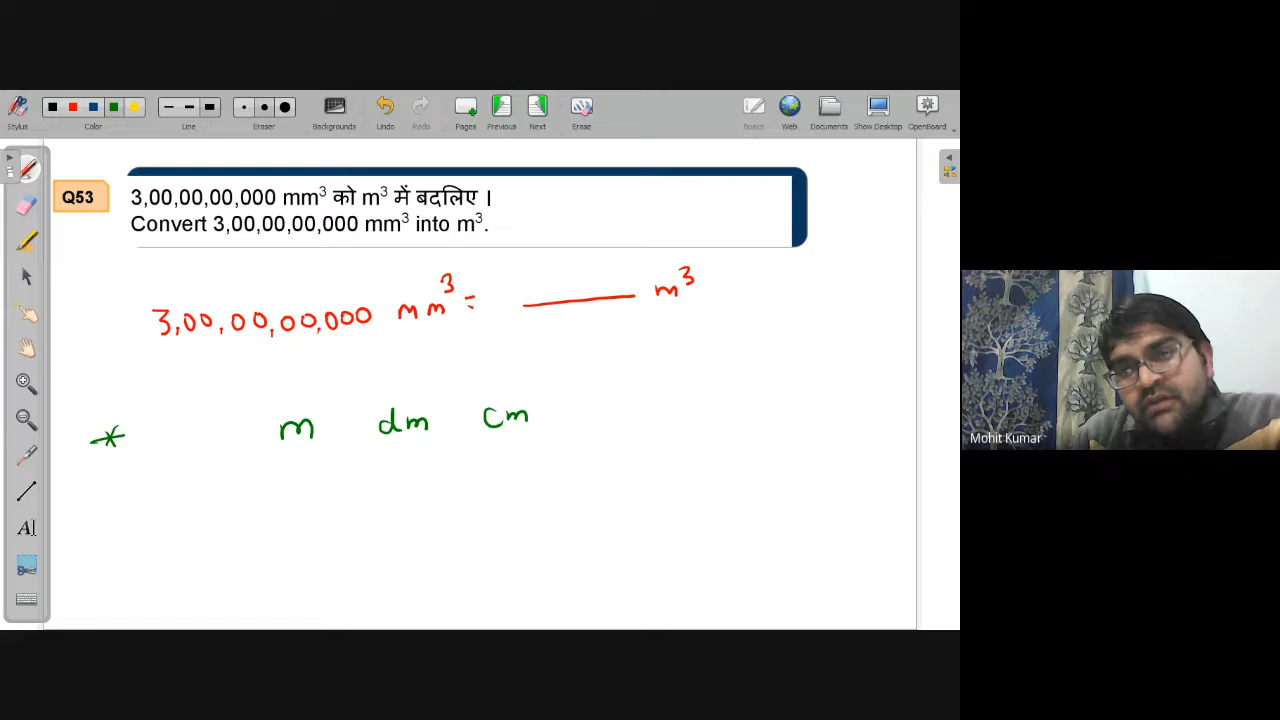 Stylus Color Line Eraser Backgrounds Undo Redo Pages Previous Next Erase Board Web Documents Show Desktop OpenBoard
Q53
3,00,00,00,000 mm³ को m³ में बदलिए ।
Convert 3,00,00,00,000 mm³ into m³.
3,00,00,00,000 mm³ = ______ m³
* m dm cm
AI
Mohit Kumar